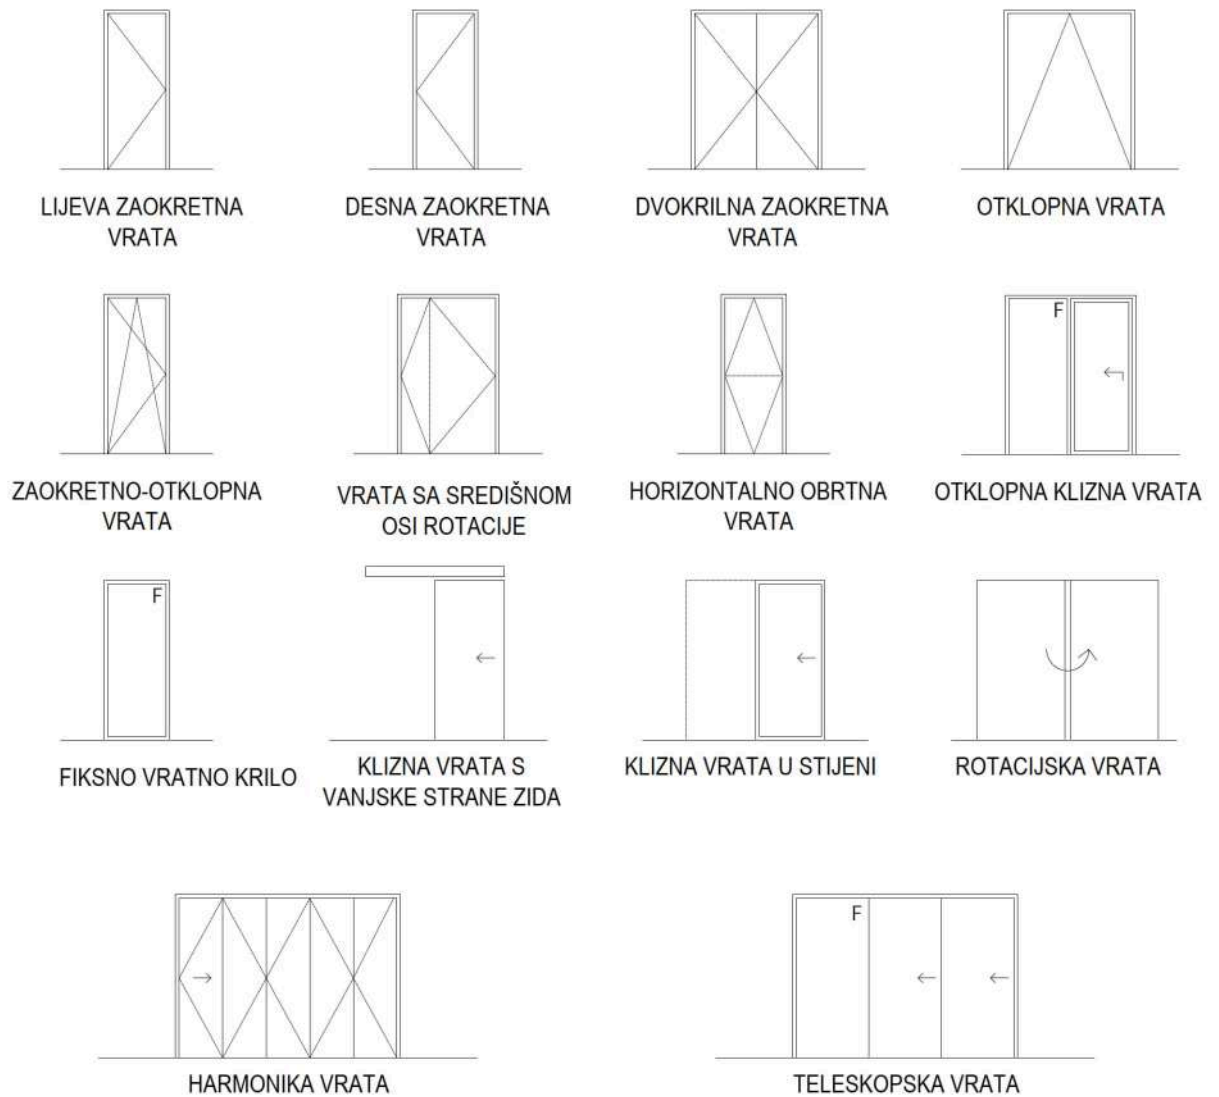 LIJEVA ZAOKRETNA
VRATA
DESNA ZAOKRETNA
VRATA
DVOKRILNA ZAOKRETNA
VRATA
OTKLOPNA VRATA
F
ZAOKRETNO-OTKLOPNA
VRATA
VRATA SA SREDIŠNOM
OSI ROTACIJE
HORIZONTALNO OBRTNA
VRATA
OTKLOPNA KLIZNA VRATA
F
FIKSNO VRATNO KRILO
KLIZNA VRATA S
VANJSKE STRANE ZIDA
KLIZNA VRATA U STIJENI
ROTACIJSKA VRATA
HARMONIKA VRATA
F
TELESKOPSKA VRATA